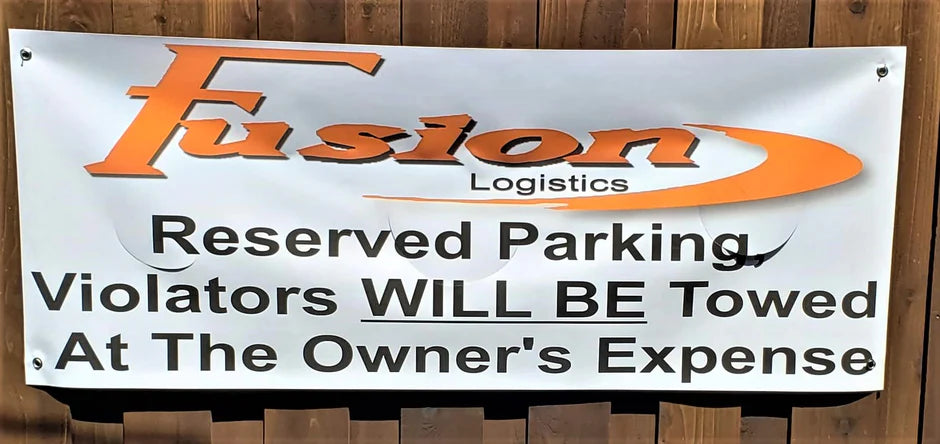 Fusion
Logistics
Reserved Parking,
Violators WILL BE Towed
At The Owner's Expense